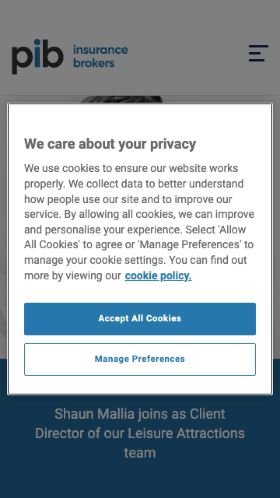 pib insurance
brokers
We care about your privacy
We use cookies to ensure our website works
properly. We collect data to better understand
how people use our site and to improve our
service. By allowing all cookies, we can improve
and personalise your experience. Select 'Allow
All Cookies' to agree or 'Manage Preferences' to
manage your cookie settings. You can find out
more by viewing our cookie policy.
Accept All Cookies
Manage Preferences
Shaun Mallia joins as Client
Director of our Leisure Attractions
team